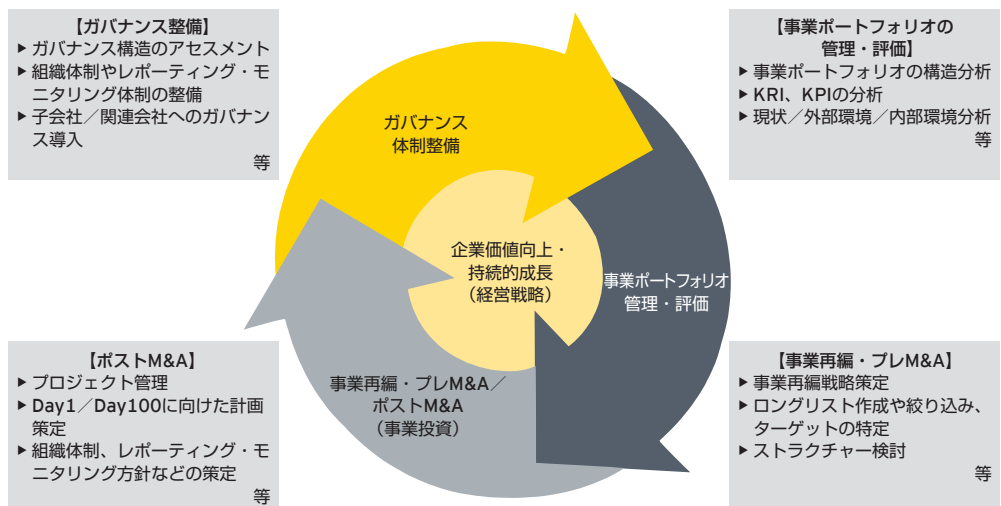 【ガバナンス整備】
▶ ガバナンス構造のアセスメント
▶ 組織体制やレポーティング・モ
ニタリング体制の整備
▶ 子会社／関連会社へのガバナン
ス導入
等
【事業ポートフォリオの
管理・評価】
▶ 事業ポートフォリオの構造分析
▶ KRI、KPIの分析
▶ 現状／外部環境／内部環境分析
等
ガバナンス
体制整備
企業価値向上・
持続的成長
（経営戦略）
事業ポートフォリオ
管理・評価
事業再編・プレM&A／
ポストM&A
（事業投資）
【ポストM&A】
▶ プロジェクト管理
▶ Day1／Day100に向けた計画
策定
▶ 組織体制、レポーティング・モ
ニタリング方針などの策定
等
【事業再編・プレM&A】
▶ 事業再編戦略策定
▶ ロングリスト作成や絞り込み、
ターゲットの特定
▶ ストラクチャー検討
等